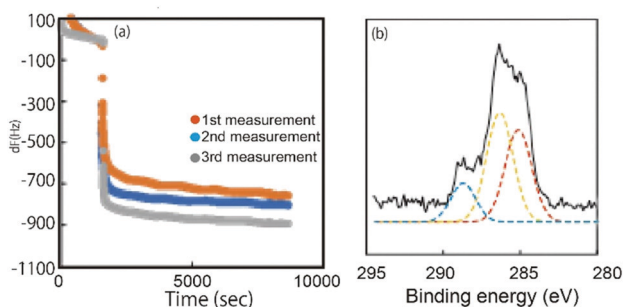 (a)
100
-100
-300
-500
-700
-900
-1100
dF(Hz)
1st measurement
2nd measurement
3rd measurement
0
5000
10000
Time (sec)
(b)
295
290
285
280
Binding energy (eV)